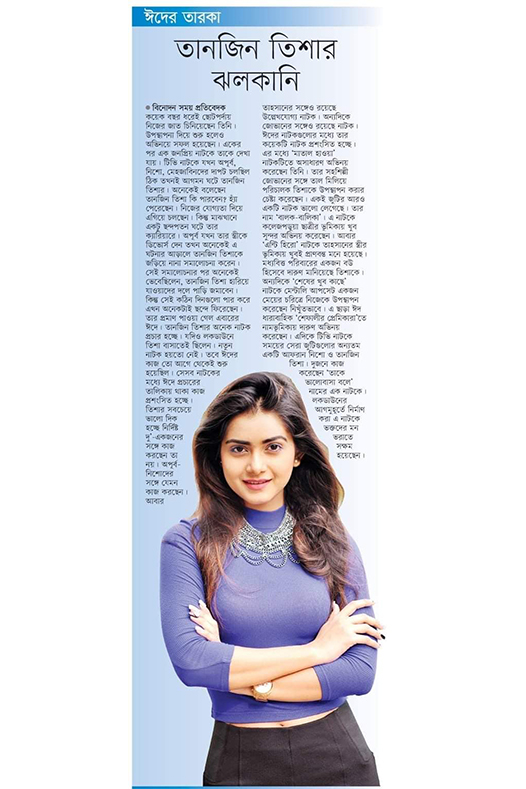 ঈদের তারকা
তানজিন তিশার
ঝলকানি
বিনোদন সময় প্রতিবেদক
কয়েক বছর ধরেই ছোটপর্দায়
নিজের জাত চিনিয়েছেন তিনি।
উপস্থাপনা দিয়ে শুরু হলেও
অভিনয়ে সফল হয়েছেন। একের
পর এক জনপ্রিয় নাটকে তাকে দেখা
যায়। টিভি নাটকে যখন অপূর্ব,
নিশো, মেহজাবিনদের দাপট চলছিল
ঠিক তখনই আগমন ঘটে তানজিন
তিশার। অনেকেই বলেছেন
তানজিন তিশা কি পারবেন? হ্যাঁ
পেরেছেন। নিজের যোগ্যতা দিয়ে
এগিয়ে চলছেন। কিন্তু মাঝখানে
একটু ছন্দপতন ঘটে তার
ক্যারিয়ারে। অপূর্ব যখন তার স্ত্রীকে
ডিভোর্স দেন তখন অনেকেই এ
ঘটনার আড়ালে তানজিন তিশাকে
জড়িয়ে নানা সমালোচনা করেন।
সেই সমালোচনার পর অনেকেই
ভেবেছিলেন, তানজিন তিশা হারিয়ে
যাওয়াদের দলে পাড়ি জমাবেন।
কিন্তু সেই কঠিন দিনগুলো পার করে
এখন অনেকটাই ছন্দে ফিরেছেন।
তার প্রমাণ পাওয়া গেল এবারের
ঈদে। তানজিন তিশার অনেক নাটক
প্রচার হচ্ছে। যদিও লকডাউনে
তিশা বাসাতেই ছিলেন। নতুন
নাটক হয়তো নেই। তবে ঈদের
কাজ তো আগে থেকেই শুরু
হয়েছিল। সেসব নাটকের
মধ্যে ঈদে প্রচারের
তালিকায় থাকা কাজ
প্রশংসিত হচ্ছে।
তিশার সবচেয়ে
ভালো দিক
হচ্ছে নির্দিষ্ট
দু'-একজনের
সঙ্গে কাজ
করছেন তা
নয়। অপূর্ব-
নিশোদের
সঙ্গে যেমন
কাজ করছেন।
আবার
তাহসানের সঙ্গেও রয়েছে
উল্লেখযোগ্য নাটক। অন্যদিকে
জোভানের সঙ্গেও রয়েছে নাটক।
ঈদের নাটকগুলোর মধ্যে তার
কয়েকটি নাটক প্রশংসিত হচ্ছে।
এর মধ্যে 'মাতাল হাওয়া'
নাটকটিতে অসাধারণ অভিনয়
করেছেন তিনি। তার সহশিল্পী
জোভানের সঙ্গে তাল মিলিয়ে
পরিচালক তিশাকে উপস্থাপন করার
চেষ্টা করেছেন। একই জুটির আরও
একটি নাটক ভালো লেগেছে। তার
নাম 'বালক-বালিকা'। এ নাটকে
কলেজপড়ুয়া ছাত্রীর ভূমিকায় খুব
সুন্দর অভিনয় করেছেন। আবার
'এন্টি হিরো' নাটকে তাহসানের স্ত্রীর
ভূমিকায় খুবই প্রাণবন্ত মনে হয়েছে।
মধ্যবিত্ত পরিবারের একজন বউ
হিসেবে দারুণ মানিয়েছে তিশাকে।
অন্যদিকে 'শেষের খুব কাছে'
নাটকে মেন্টালি আপসেট একজন
মেয়ের চরিত্রে নিজেকে উপস্থাপন
করেছেন নিখুঁতভাবে। এ ছাড়া ঈদ
ধারাবাহিক 'শেফালীর প্রেমিকারা'তে
নামভূমিকায় দারুণ অভিনয়
করেছেন। এদিকে টিভি নাটকে
সময়ের সেরা জুটিগুলোর অন্যতম
একটি আফরান নিশো ও তানজিন
তিশা। দুজনে কাজ
করেছেন 'তাকে
ভালোবাসা বলে'
নামের এক নাটকে।
লকডাউনের
আগমুহূর্তে নির্মাণ
করা এ নাটকে
ভক্তদের মন
ভরাতে
সক্ষম
হয়েছেন।